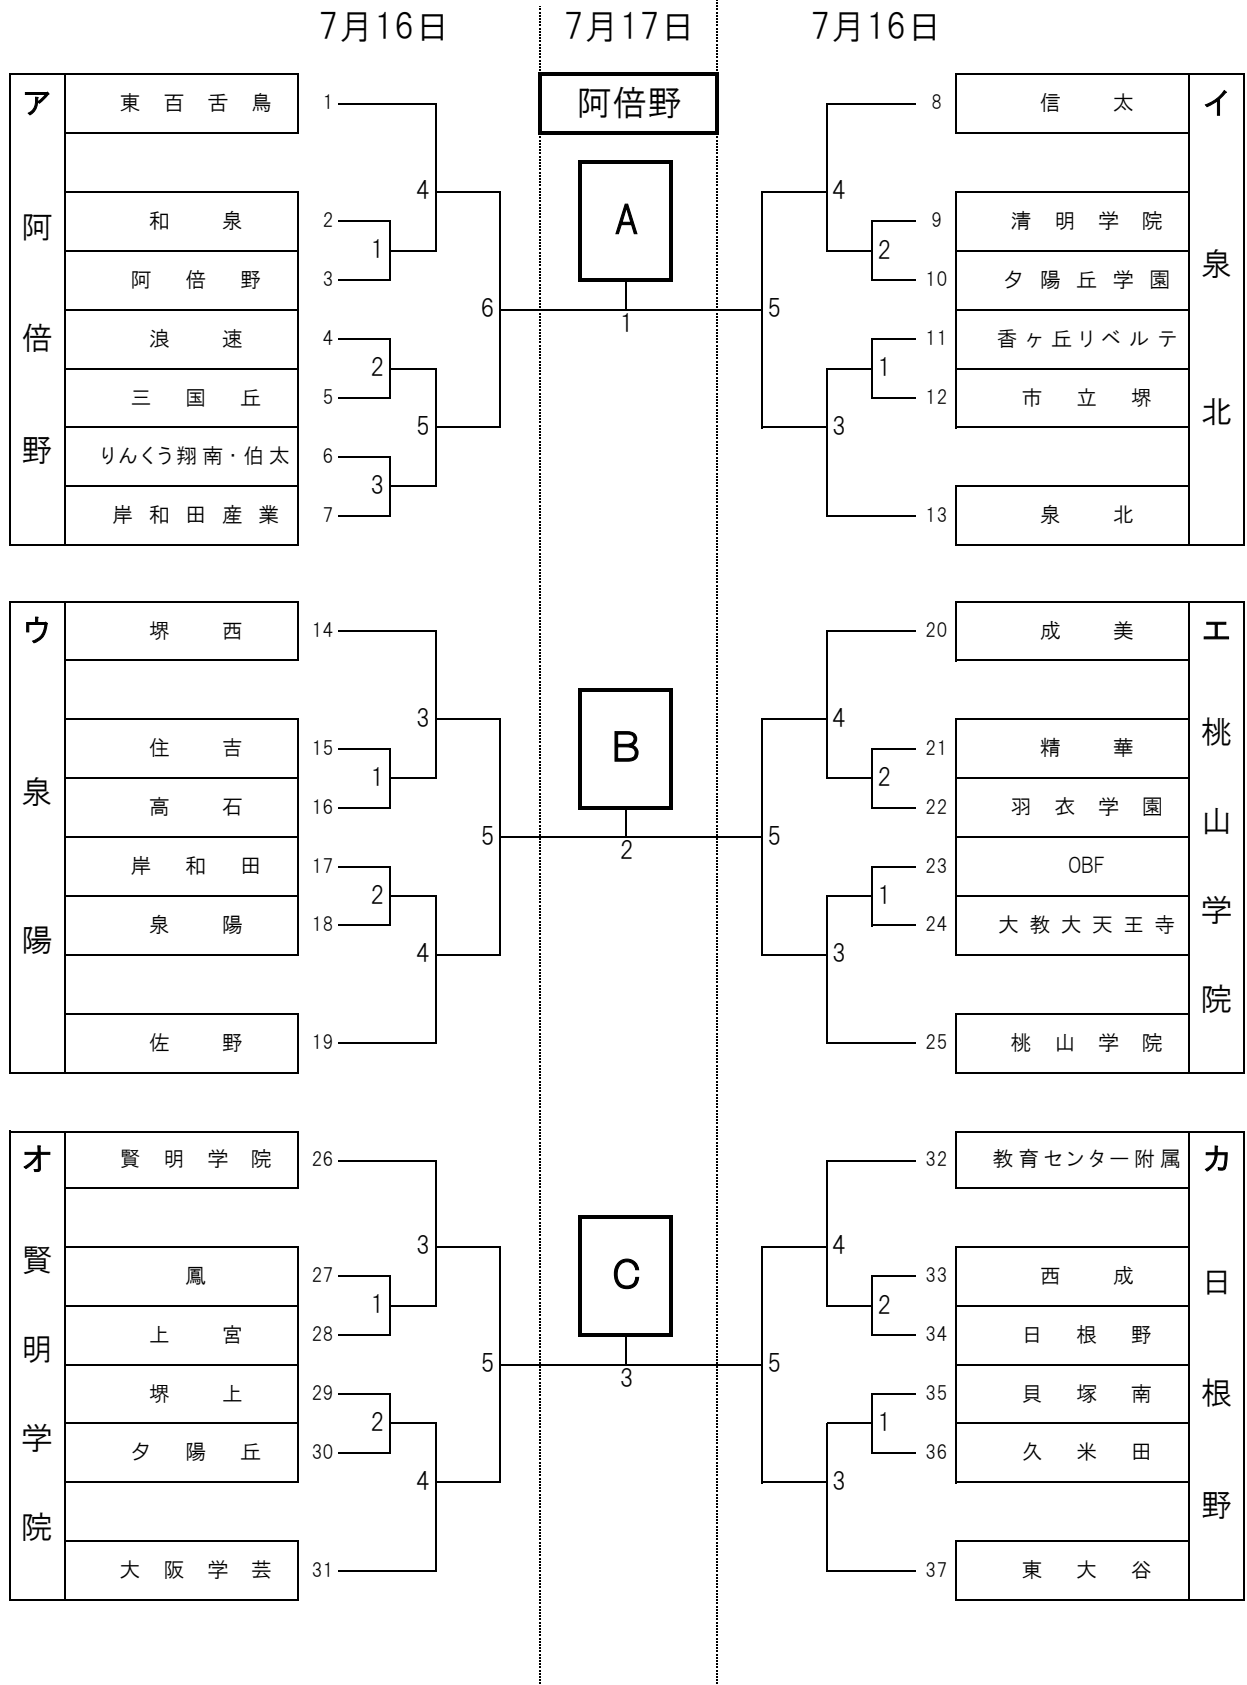 7月16日 7月17日 7月16日
阿倍野
ア 阿倍野
東百舌鳥 1
和泉 2
阿倍野 3
浪速 4
三国丘 5
りんくう翔南・伯太 6
岸和田産業 7
4
1
6
2
5
3
A
1
イ 泉北
8 信太
9 清明学院
10 夕陽丘学園
11 香ヶ丘リベルテ
12 市立堺
13 泉北
4
2
5
1
3
ウ 泉陽
堺西 14
住吉 15
高石 16
岸和田 17
泉陽 18
佐野 19
3
1
5
2
4
B
2
エ 桃山学院
20 成美
21 精華
22 羽衣学園
23 OBF
24 大教大天王寺
25 桃山学院
4
2
5
1
3
オ 賢明学院
賢明学院 26
鳳 27
上宮 28
堺上 29
夕陽丘 30
大阪学芸 31
3
1
5
2
4
C
3
カ 日根野
32 教育センター附属
33 西成
34 日根野
35 貝塚南
36 久米田
37 東大谷
4
2
5
1
3